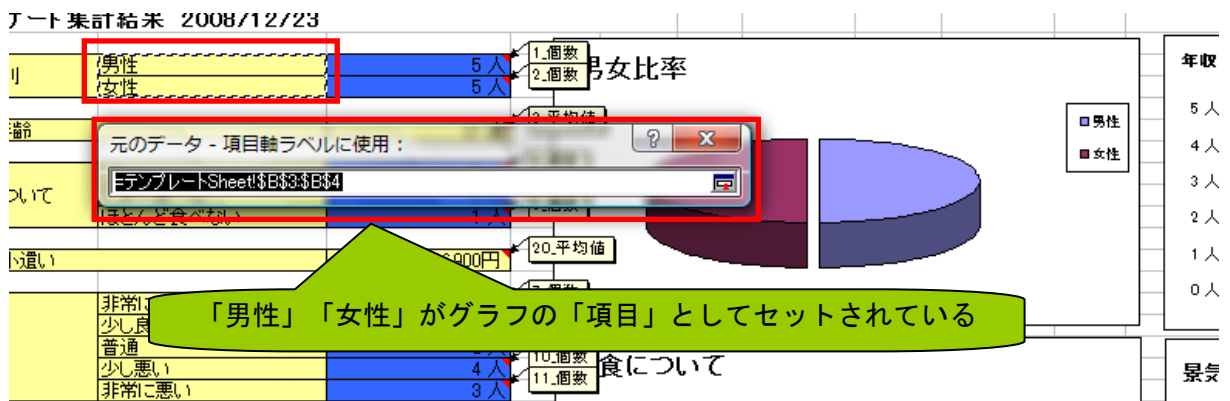 ケート集計結果 2008/12/23
男性 5人 1_個数
女性 5人 2_個数
男女比率
年収
齢
元のデータ - 項目軸ラベルに使用：
=テンプレートSheet!$B$3:$B$4
男性
女性
5人
4人
3人
2人
1人
0人
ついて
ほとんど食べない 1人
小遣い 6900円 20_平均値
「男性」「女性」がグラフの「項目」としてセットされている
非常に
少し良
普通 10_個数
少し悪い 4人 11_個数
非常に悪い 3人
食について
景気